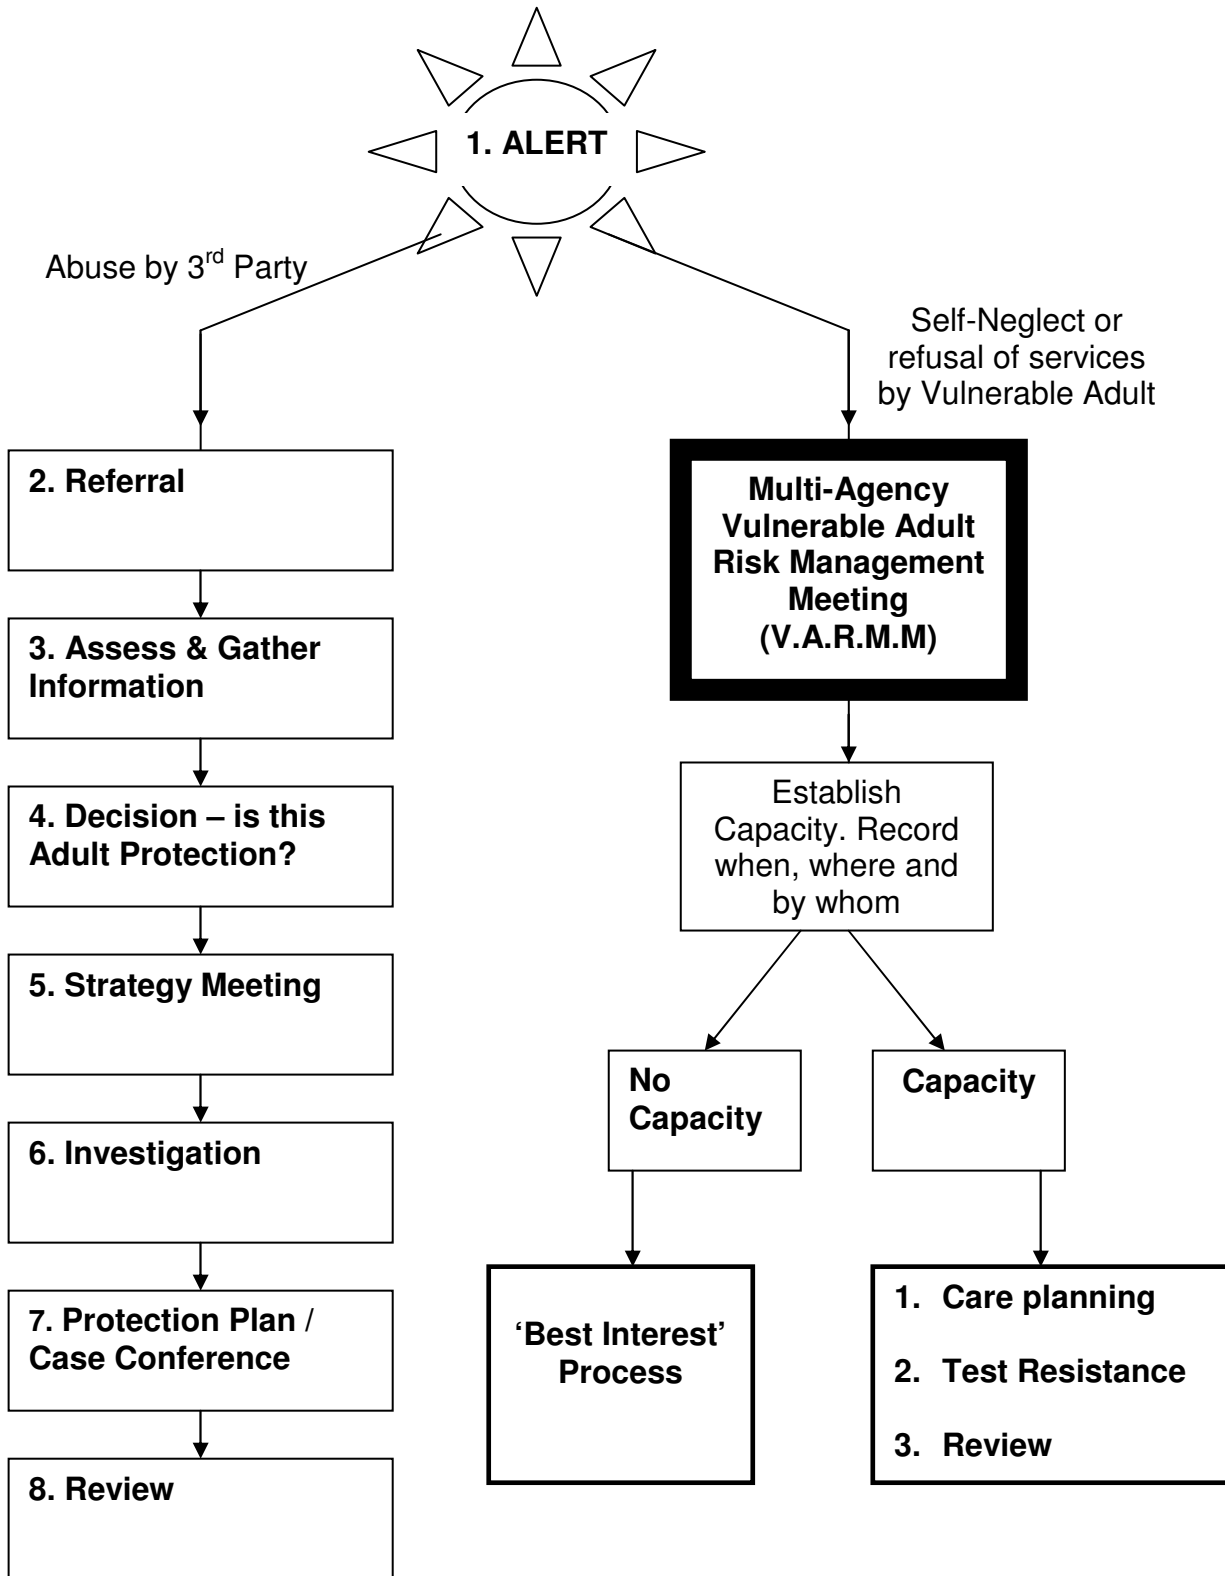 1. ALERT
Abuse by 3rd Party
Self-Neglect or
refusal of services
by Vulnerable Adult
2. Referral
3. Assess & Gather
Information
4. Decision – is this
Adult Protection?
5. Strategy Meeting
6. Investigation
7. Protection Plan /
Case Conference
8. Review
Multi-Agency
Vulnerable Adult
Risk Management
Meeting
(V.A.R.M.M)
Establish
Capacity. Record
when, where and
by whom
No
Capacity
Capacity
‘Best Interest’
Process
1. Care planning
2. Test Resistance
3. Review